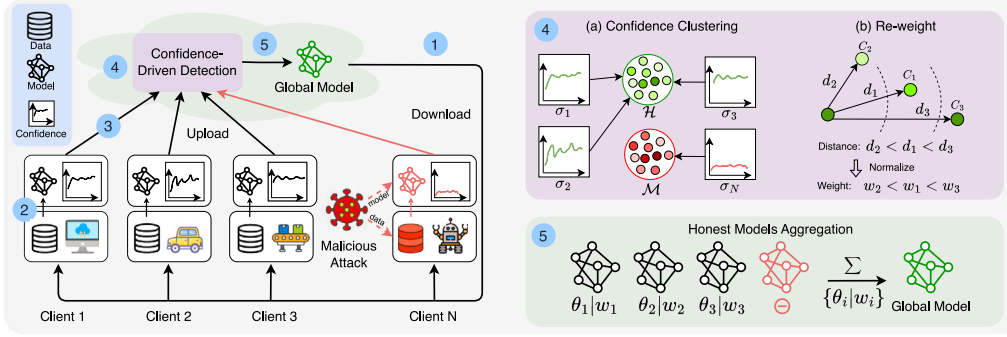 Data
Model
Confidence
Confidence-
Driven Detection
4
5
Global Model
1
Download
3
Upload
2
Malicious
Attack
model
data
Client 1
Client 2
Client 3
Client N
4
(a) Confidence Clustering
σ₁
σ₂
σ₃
σ_N
ℋ
ℳ
(b) Re-weight
C₂
C₁
C₃
d₂
d₁
d₃
Distance: d₂ < d₁ < d₃
Normalize
Weight: w₂ < w₁ < w₃
5
Honest Models Aggregation
θ₁|w₁
θ₂|w₂
θ₃|w₃
⊖
∑
{θᵢ|wᵢ}
Global Model